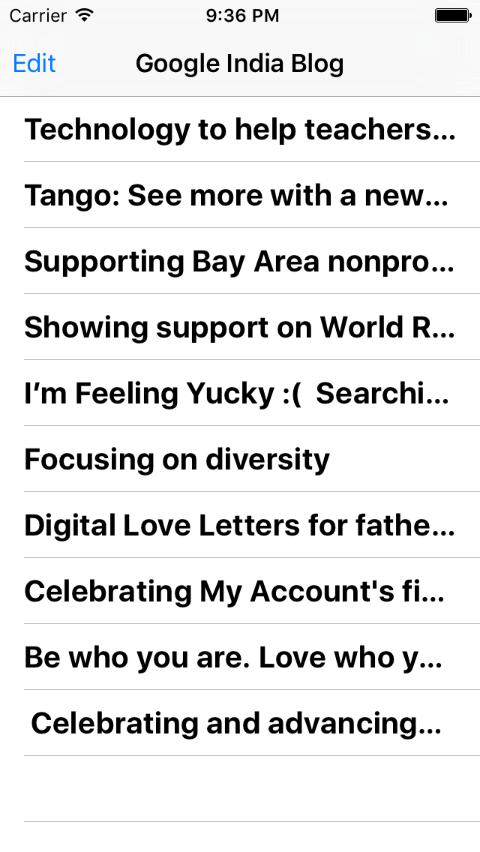 Carrier 9:36 PM
Edit Google India Blog
Technology to help teachers...
Tango: See more with a new...
Supporting Bay Area nonpro...
Showing support on World R...
I’m Feeling Yucky :(  Searchi...
Focusing on diversity
Digital Love Letters for fathe...
Celebrating My Account's fi...
Be who you are. Love who y...
Celebrating and advancing...